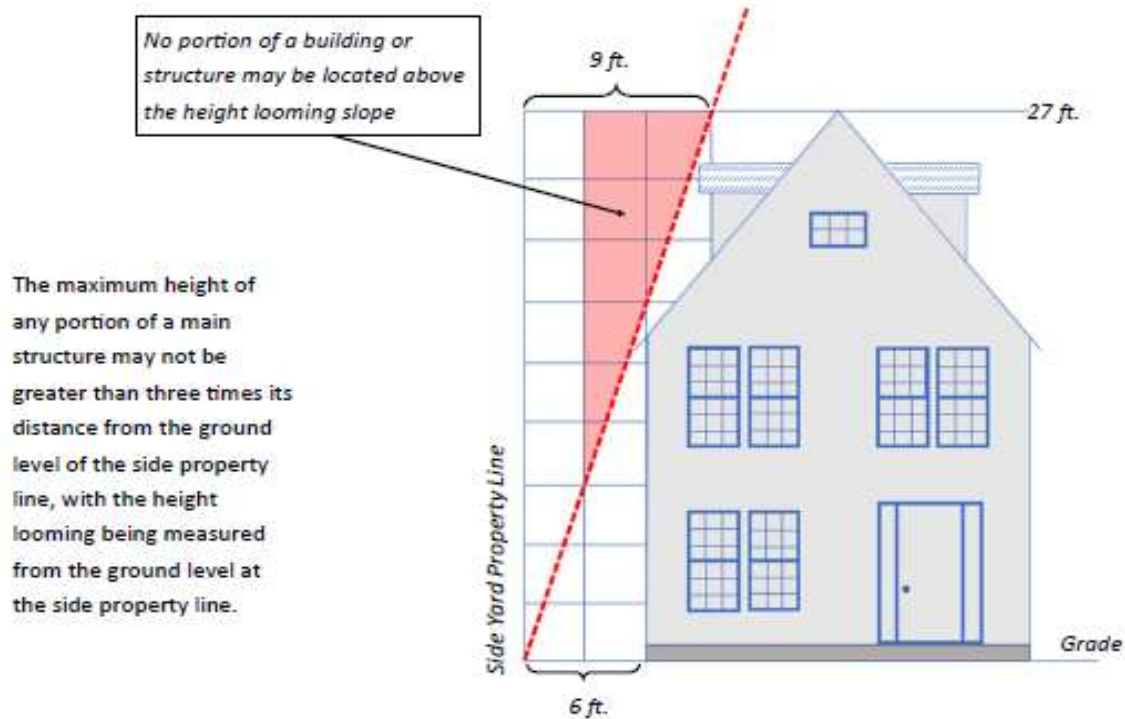 No portion of a building or
structure may be located above
the height looming slope
9 ft.
27 ft.
The maximum height of
any portion of a main
structure may not be
greater than three times its
distance from the ground
level of the side property
line, with the height
looming being measured
from the ground level at
the side property line.
Side Yard Property Line
Grade
6 ft.